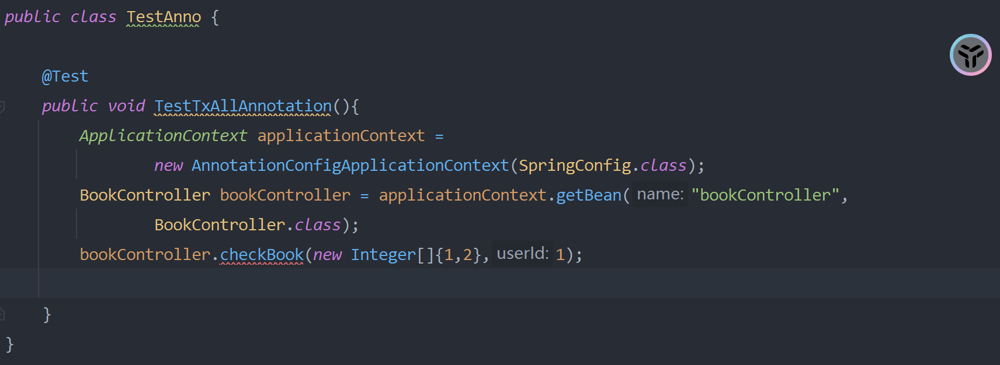 public class TestAnno {
@Test
public void TestTxAllAnnotation(){
ApplicationContext applicationContext =
new AnnotationConfigApplicationContext(SpringConfig.class);
BookController bookController = applicationContext.getBean( name: "bookController",
BookController.class);
bookController.checkBook(new Integer[]{1,2}, userId: 1);
}
}